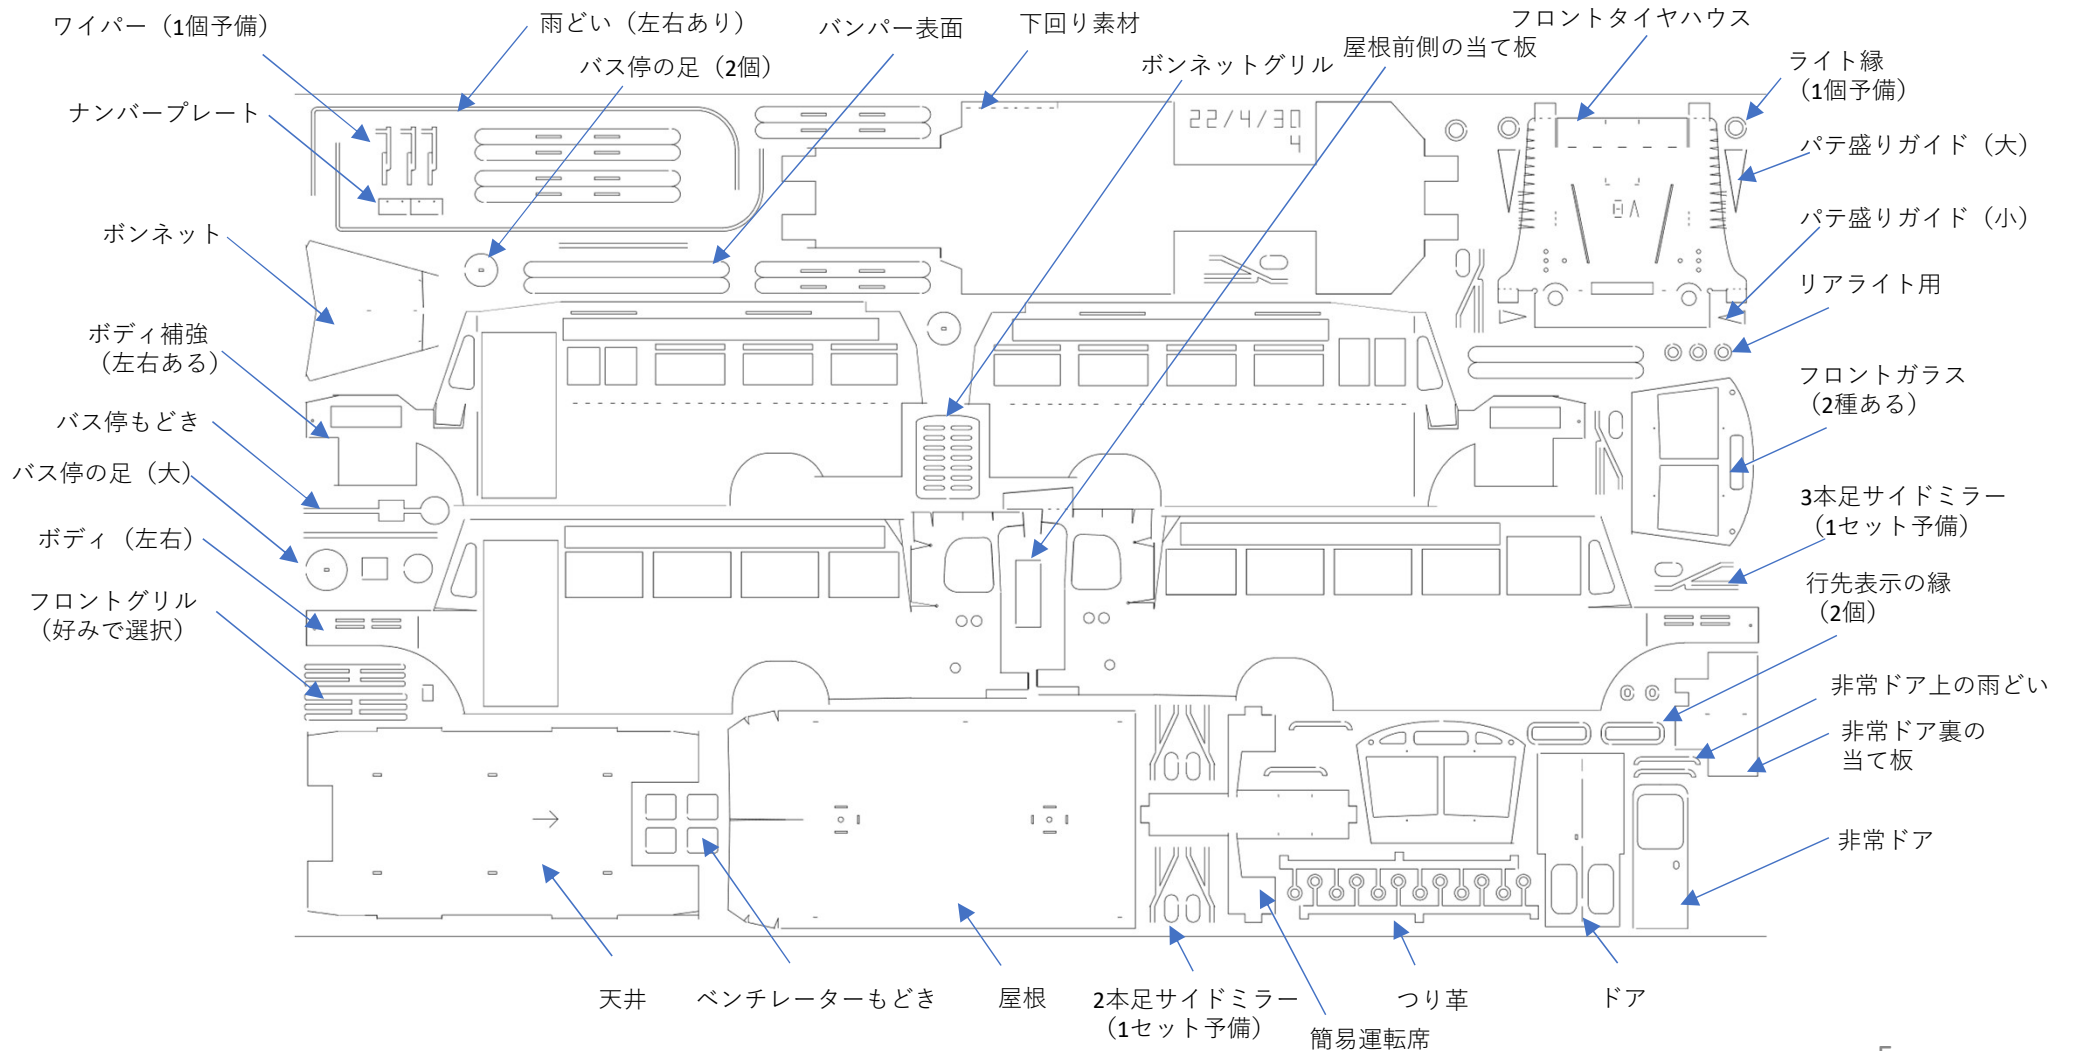 ワイパー（1個予備）
雨どい（左右あり）
バンパー表面
下回り素材
フロントタイヤハウス
屋根前側の当て板
ボンネットグリル
バス停の足（2個）
ライト縁
（1個予備）
ナンバープレート
22/4/30
4
パテ盛りガイド（大）
パテ盛りガイド（小）
ボンネット
リアライト用
ボディ補強
（左右ある）
フロントガラス
（2種ある）
バス停もどき
バス停の足（大）
3本足サイドミラー
（1セット予備）
ボディ（左右）
行先表示の縁
（2個）
フロントグリル
（好みで選択）
非常ドア上の雨どい
非常ドア裏の
当て板
非常ドア
天井
ベンチレーターもどき
屋根
2本足サイドミラー
（1セット予備）
簡易運転席
つり革
ドア